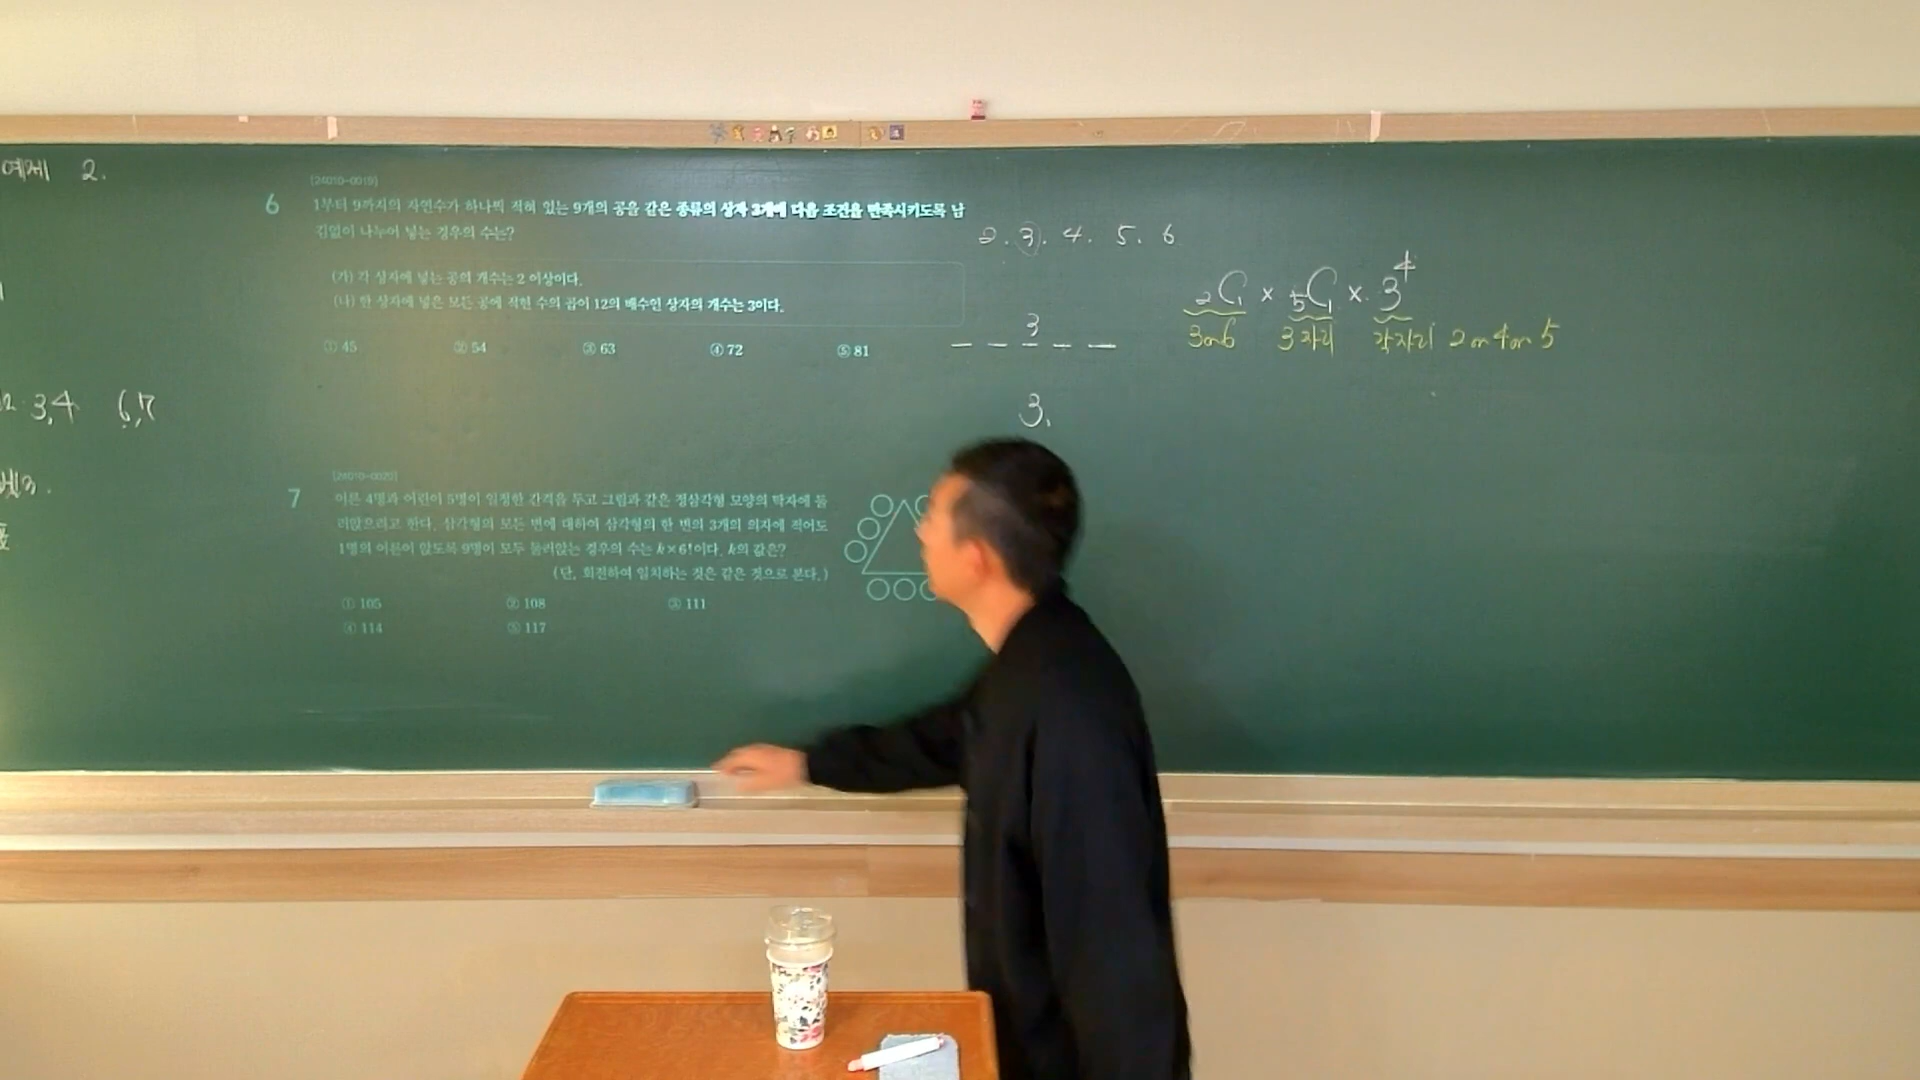 예제 2.
3,4 6,7
[24010-0019]
6 1부터 9까지의 자연수가 하나씩 적혀 있는 9개의 공을 같은 종류의 상자 3개에 다음 조건을 만족시키도록 남
김없이 나누어 넣는 경우의 수는?
(가) 각 상자에 넣는 공의 개수는 2 이상이다.
(나) 한 상자에 넣은 모든 공에 적힌 수의 곱이 12의 배수인 상자의 개수는 3이다.
① 45 ② 54 ③ 63 ④ 72 ⑤ 81
[24010-0020]
7 어른 4명과 어린이 5명이 일정한 간격을 두고 그림과 같은 정삼각형 모양의 탁자에 둘
러앉으려고 한다. 삼각형의 모든 변에 대하여 삼각형의 한 변의 3개의 의자에 적어도
1명의 어른이 앉도록 9명이 모두 둘러앉는 경우의 수는 k×6!이다. k의 값은?
(단, 회전하여 일치하는 것은 같은 것으로 본다.)
① 105 ② 108 ③ 111
④ 114 ⑤ 117
2. 3. 4. 5. 6
3
3.
₂C₁ × ₅C₁ × 3⁴
3 or 6 3자리 각자리 2 or 4 or 5